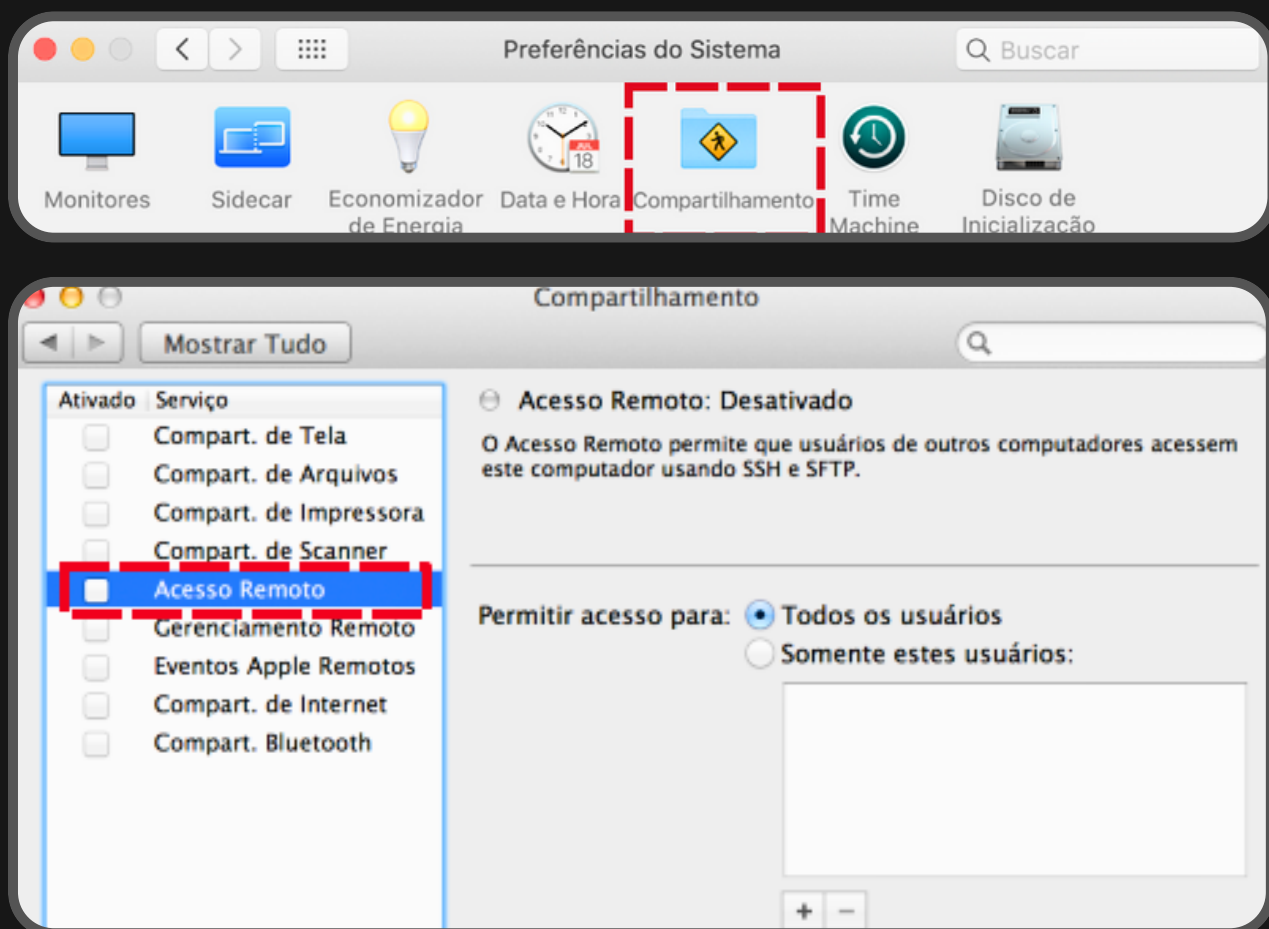 Preferências do Sistema
Buscar
Monitores
Sidecar
Economizador
de Energia
JUL
18
Data e Hora
Compartilhamento
Time
Machine
Disco de
Inicialização
Compartilhamento
Mostrar Tudo
Ativado Serviço
Compart. de Tela
Compart. de Arquivos
Compart. de Impressora
Compart. de Scanner
Acesso Remoto
Gerenciamento Remoto
Eventos Apple Remotos
Compart. de Internet
Compart. Bluetooth
Acesso Remoto: Desativado
O Acesso Remoto permite que usuários de outros computadores acessem
este computador usando SSH e SFTP.
Permitir acesso para: Todos os usuários
Somente estes usuários:
+ −